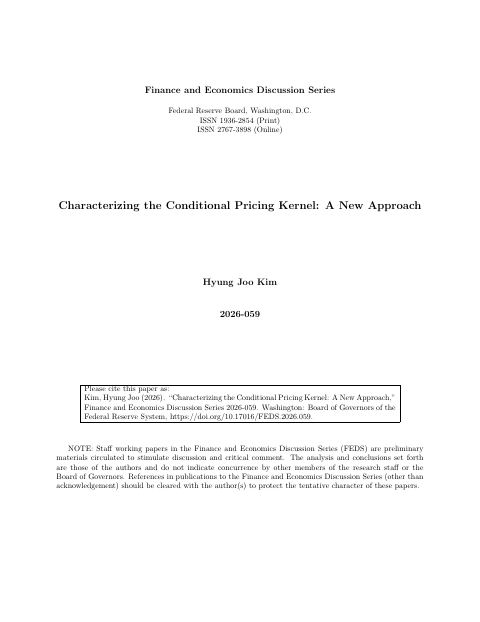 Finance and Economics Discussion Series
Federal Reserve Board, Washington, D.C.
ISSN 1936-2854 (Print)
ISSN 2767-3898 (Online)
Characterizing the Conditional Pricing Kernel: A New Approach
Hyung Joo Kim
2026-059
Please cite this paper as:
Kim, Hyung Joo (2026). “Characterizing the Conditional Pricing Kernel: A New Approach,”
Finance and Economics Discussion Series 2026-059. Washington: Board of Governors of the
Federal Reserve System, https://doi.org/10.17016/FEDS.2026.059.
NOTE: Staff working papers in the Finance and Economics Discussion Series (FEDS) are preliminary
materials circulated to stimulate discussion and critical comment. The analysis and conclusions set forth
are those of the authors and do not indicate concurrence by other members of the research staff or the
Board of Governors. References in publications to the Finance and Economics Discussion Series (other than
acknowledgement) should be cleared with the author(s) to protect the tentative character of these papers.